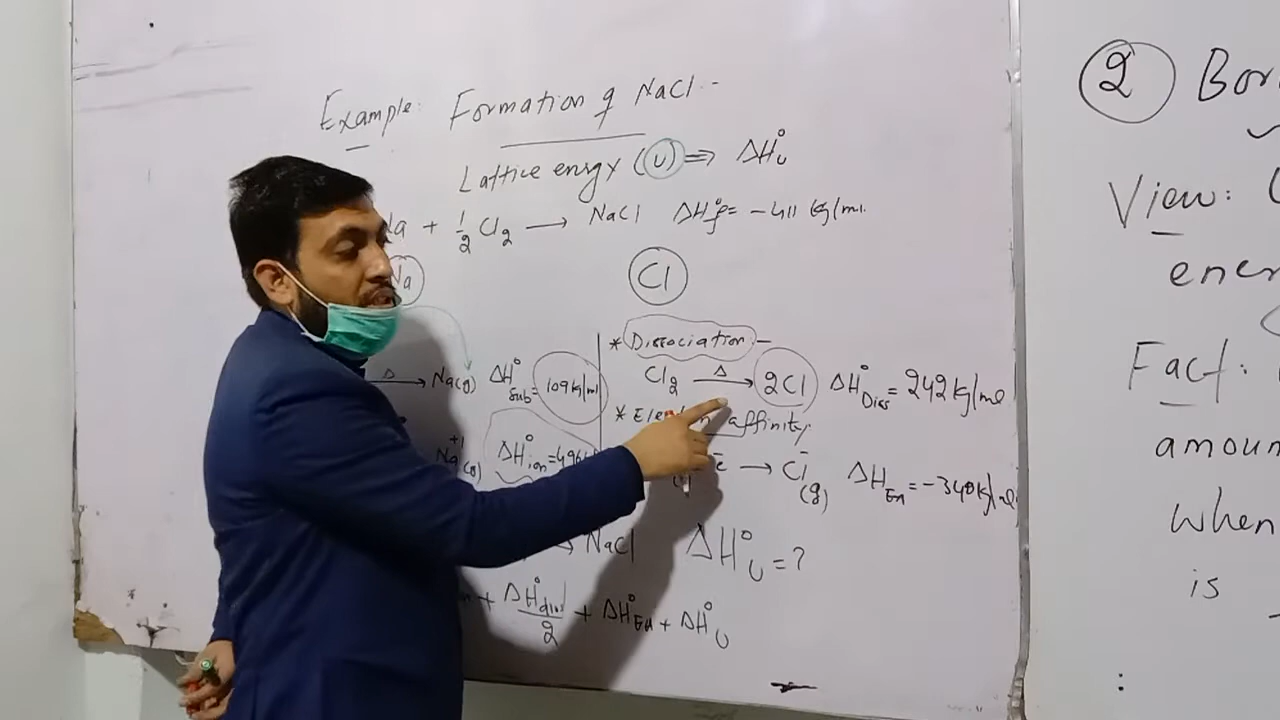 Example: Formation of NaCl :-
Lattice energy (U) ⇒ ΔH°U
Na + 1/2 Cl2 → NaCl ΔH°f = -411 kJ/mol.
Na
Cl
* Dissociation :-
Δ → Na(g) ΔH°sub = 109 kJ/mol
Cl2 Δ → 2Cl ΔH°Diss = 242 kJ/mol
* affinity
Na+1(g) ΔH°ion = 496
ē → Cl-(g) ΔHEA = -348 kJ/mol
→ NaCl ΔH°U = ?
+ ΔH°diss/2 + ΔH°EA + ΔH°U
2 Bor
View:
ener
Fact:
amoun
when
is
: